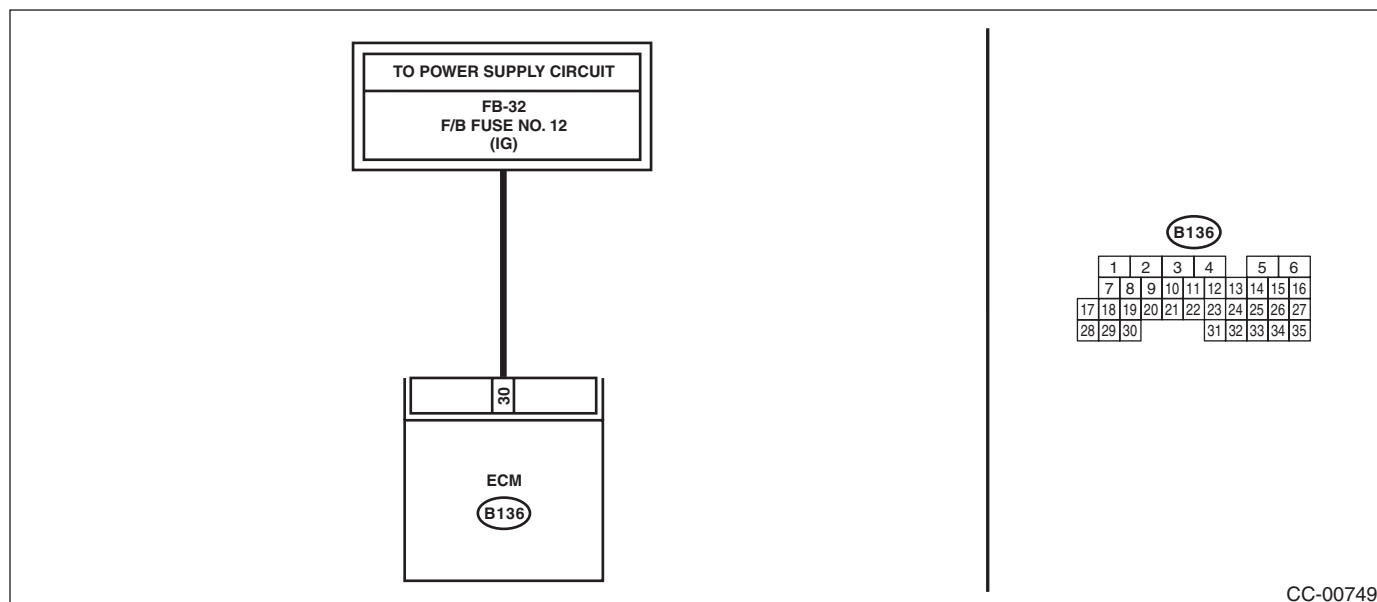 TO POWER SUPPLY CIRCUIT
FB-32
F/B FUSE NO. 12
(IG)
30
ECM
B136
B136
1 2 3 4 5 6
7 8 9 10 11 12 13 14 15 16
17 18 19 20 21 22 23 24 25 26 27
28 29 30 31 32 33 34 35
CC-00749